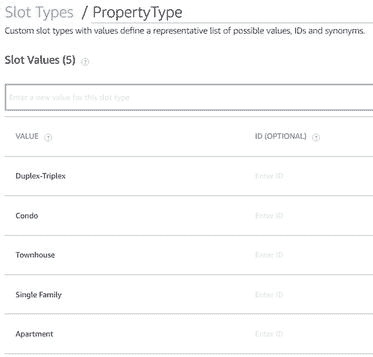 Slot Types / PropertyType
Custom slot types with values define a representative list of possible values, IDs and synonyms.
Slot Values (5) ?
Enter a new value for this slot type
VALUE ? ID (OPTIONAL) ?
Duplex-Triplex Enter ID
Condo Enter ID
Townhouse Enter ID
Single Family Enter ID
Apartment Enter ID